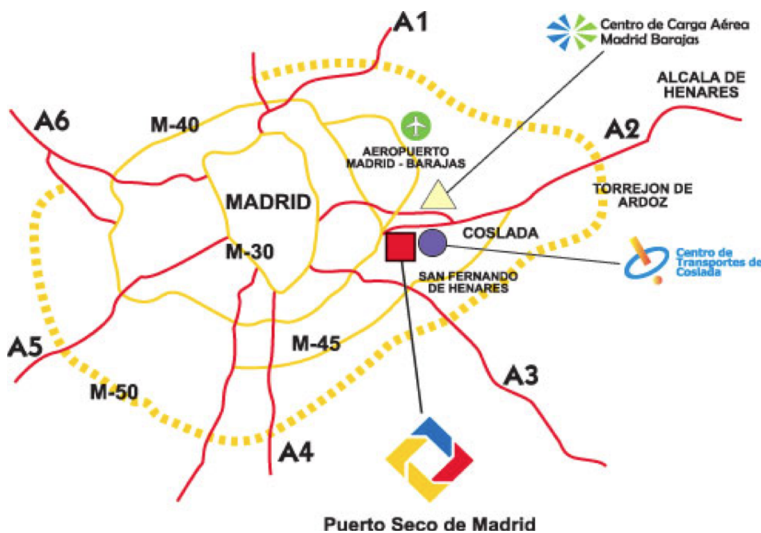 A1
Centro de Carga Aérea
Madrid Barajas
ALCALA DE
HENARES
A6
M-40
A2
AEROPUERTO
MADRID - BARAJAS
MADRID
TORREJON DE
ARDOZ
COSLADA
M-30
Centro de
Transportes de
Coslada
SAN FERNANDO
DE HENARES
A5
M-45
A3
M-50
A4
Puerto Seco de Madrid